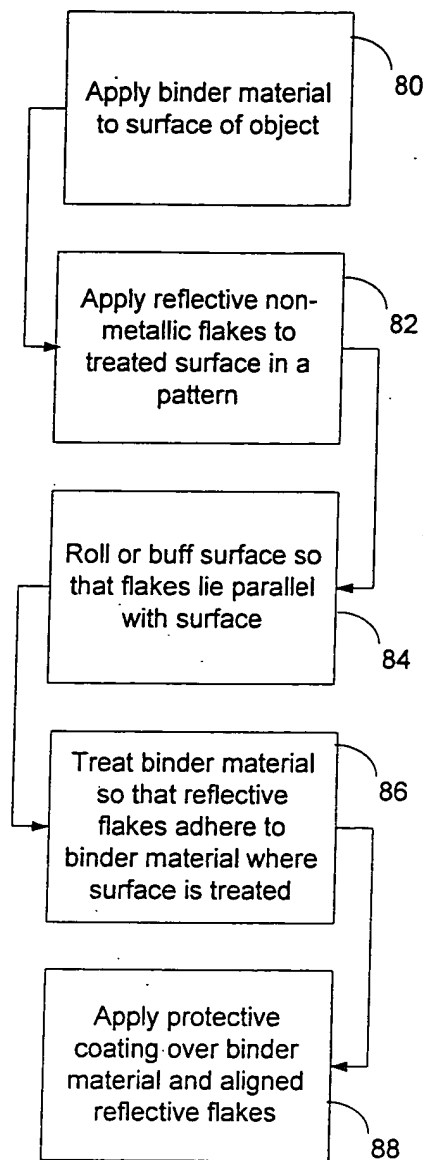 Apply binder material
to surface of object
80
Apply reflective non-
metallic flakes to
treated surface in a
pattern
82
Roll or buff surface so
that flakes lie parallel
with surface
84
Treat binder material
so that reflective
flakes adhere to
binder material where
surface is treated
86
Apply protective
coating over binder
material and aligned
reflective flakes
88